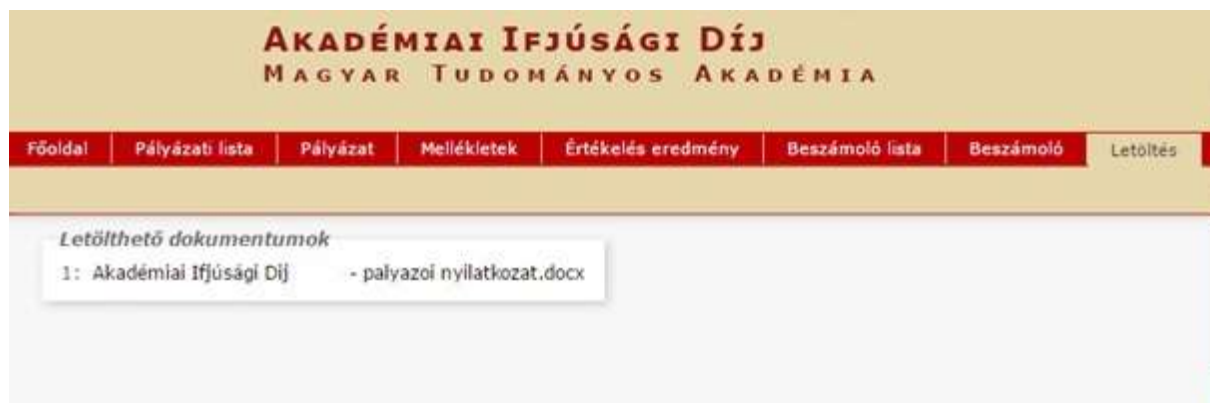 AKADÉMIAI IFJÚSÁGI DÍJ
MAGYAR TUDOMÁNYOS AKADÉMIA
Főoldal Pályázati lista Pályázat Mellékletek Értékelés eredmény Beszámoló lista Beszámoló Letöltés
Letölthető dokumentumok
1: Akadémiai Ifjúsági Dij - palyazoi nyilatkozat.docx